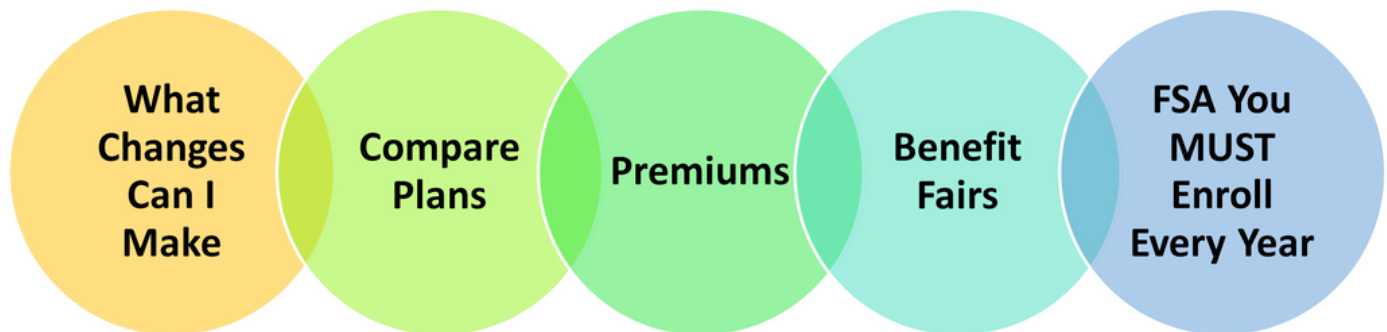 What
Changes
Can I
Make
Compare
Plans
Premiums
Benefit
Fairs
FSA You
MUST
Enroll
Every Year